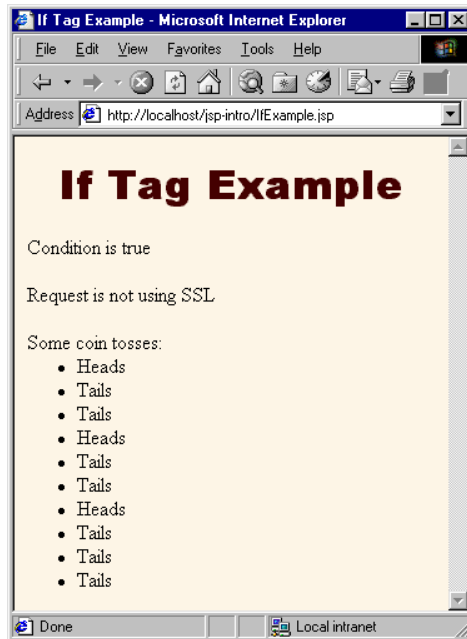 If Tag Example - Microsoft Internet Explorer
File Edit View Favorites Tools Help
Address http://localhost/jsp-intro/IfExample.jsp
If Tag Example
Condition is true
Request is not using SSL
Some coin tosses:
• Heads
• Tails
• Tails
• Heads
• Tails
• Tails
• Heads
• Tails
• Tails
• Tails
Done Local intranet